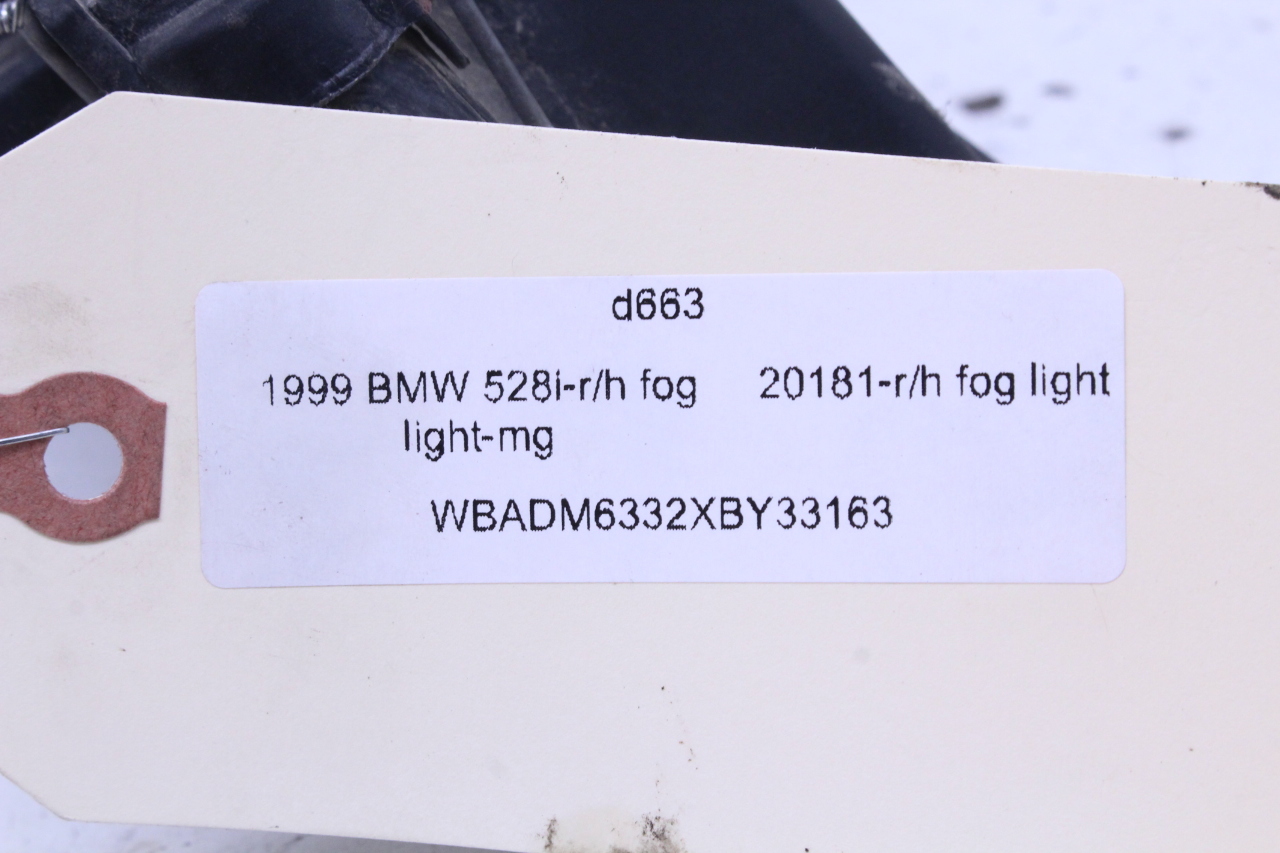 d663
1999 BMW 528i-r/h fog 20181-r/h fog light
light-mg
WBADM6332XBY33163